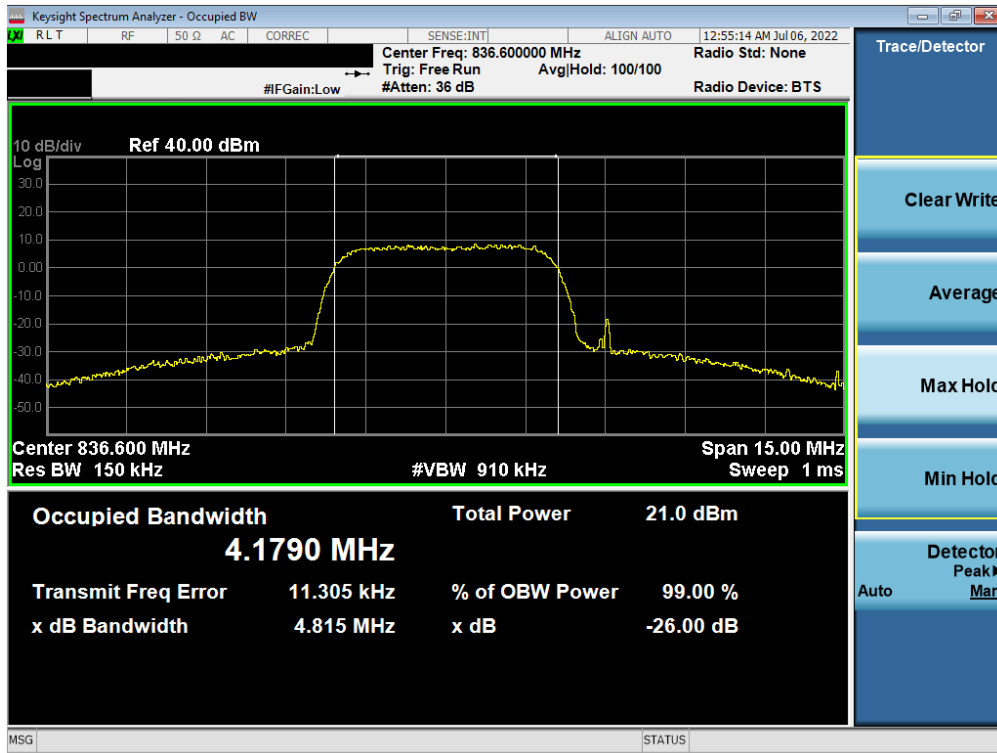 Keysight Spectrum Analyzer - Occupied BW
LXI RLT RF 50 Ω AC CORREC SENSE:INT ALIGN AUTO 12:55:14 AM Jul 06, 2022
Center Freq: 836.600000 MHz Radio Std: None
Trig: Free Run Avg|Hold: 100/100
#IFGain:Low #Atten: 36 dB Radio Device: BTS
Trace/Detector
10 dB/div Ref 40.00 dBm
Log
30.0
20.0
10.0
0.00
-10.0
-20.0
-30.0
-40.0
-50.0
Center 836.600 MHz Span 15.00 MHz
Res BW 150 kHz #VBW 910 kHz Sweep 1 ms
Occupied Bandwidth Total Power 21.0 dBm
4.1790 MHz
Transmit Freq Error 11.305 kHz % of OBW Power 99.00 %
x dB Bandwidth 4.815 MHz x dB -26.00 dB
Clear Write
Average
Max Hold
Min Hold
Detector
Peak
Auto Man
MSG STATUS